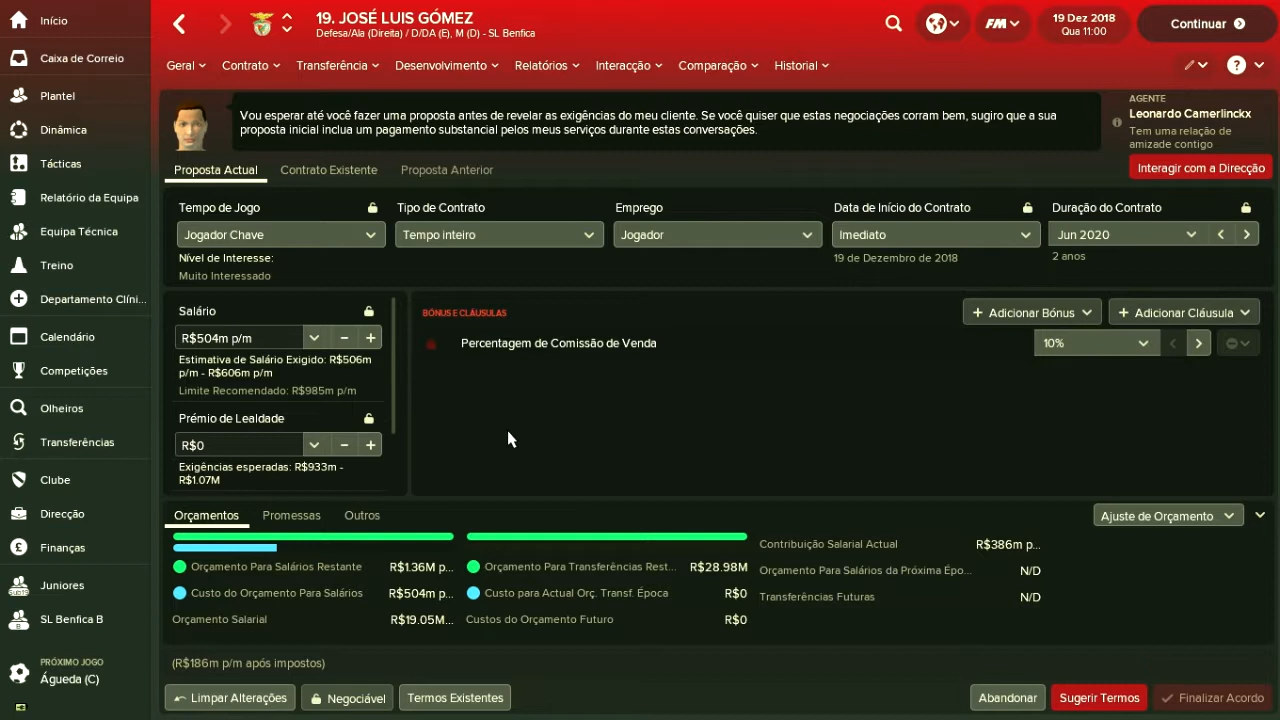 Início
Caixa de Correio
Plantel
Dinâmica
Tácticas
Relatório da Equipa
Equipa Técnica
Treino
Departamento Clíni...
Calendário
Competições
Olheiros
Transferências
Clube
Direcção
Finanças
Juniores
SL Benfica B
PRÓXIMO JOGO
Águeda (C)
19. JOSÉ LUIS GÓMEZ
Defesa/Ala (Direita) / D/DA (E), M (D) - SL Benfica
FM
19 Dez 2018
Qua 11:00
Continuar
Geral
Contrato
Transferência
Desenvolvimento
Relatórios
Interacção
Comparação
Historial
?
Vou esperar até você fazer uma proposta antes de revelar as exigências do meu cliente. Se você quiser que estas negociações corram bem, sugiro que a sua
proposta inicial inclua um pagamento substancial pelos meus serviços durante estas conversações.
AGENTE
Leonardo Camerlinckx
Tem uma relação de
amizade contigo
Interagir com a Direcção
Proposta Actual
Contrato Existente
Proposta Anterior
Tempo de Jogo
Tipo de Contrato
Emprego
Data de Início do Contrato
Duração do Contrato
Jogador Chave
Tempo inteiro
Jogador
Imediato
Jun 2020
Nível de Interesse:
Muito Interessado
19 de Dezembro de 2018
2 anos
Salário
R$504m p/m
Estimativa de Salário Exigido: R$506m
p/m - R$606m p/m
Limite Recomendado: R$985m p/m
Prémio de Lealdade
R$0
Exigências esperadas: R$933m -
R$1.07M
BÓNUS E CLÁUSULAS
Adicionar Bónus
Adicionar Cláusula
Percentagem de Comissão de Venda
10%
Orçamentos
Promessas
Outros
Ajuste de Orçamento
Orçamento Para Salários Restante R$1.36M p...
Custo do Orçamento Para Salários R$504m p...
Orçamento Salarial R$19.05M...
Orçamento Para Transferências Rest... R$28.98M
Custo para Actual Orç. Transf. Época R$0
Custos do Orçamento Futuro R$0
Contribuição Salarial Actual R$386m p...
Orçamento Para Salários da Próxima Épo... N/D
Transferências Futuras N/D
(R$186m p/m após impostos)
Limpar Alterações
Negociável
Termos Existentes
Abandonar
Sugerir Termos
Finalizar Acordo